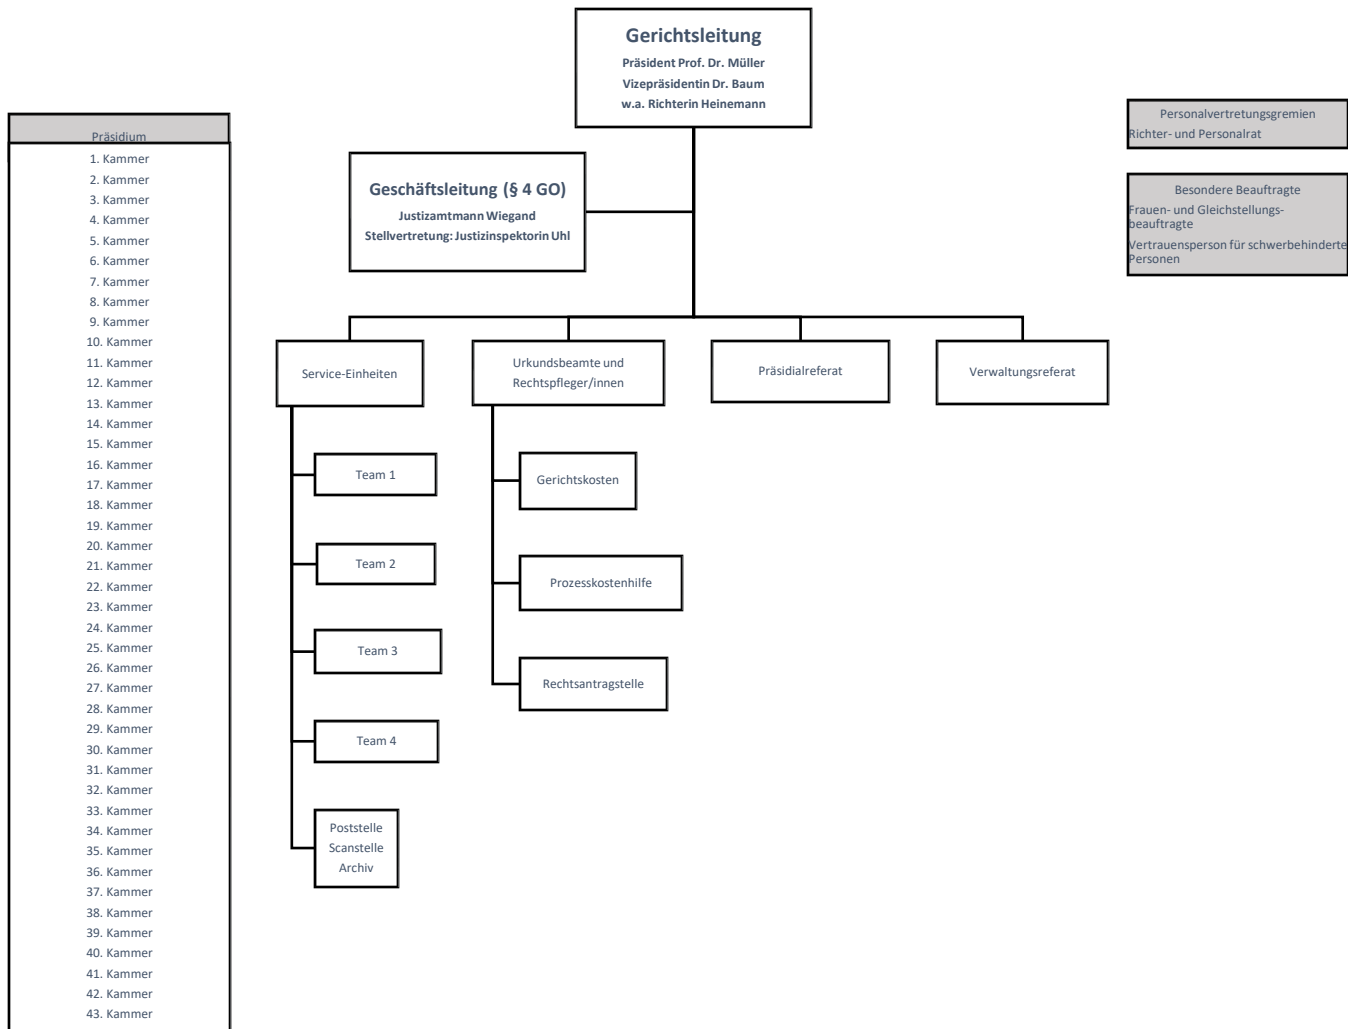 Gerichtsleitung
Präsident Prof. Dr. Müller
Vizepräsidentin Dr. Baum
w.a. Richterin Heinemann
Präsidium
1. Kammer
2. Kammer
3. Kammer
4. Kammer
5. Kammer
6. Kammer
7. Kammer
8. Kammer
9. Kammer
10. Kammer
11. Kammer
12. Kammer
13. Kammer
14. Kammer
15. Kammer
16. Kammer
17. Kammer
18. Kammer
19. Kammer
20. Kammer
21. Kammer
22. Kammer
23. Kammer
24. Kammer
25. Kammer
26. Kammer
27. Kammer
28. Kammer
29. Kammer
30. Kammer
31. Kammer
32. Kammer
33. Kammer
34. Kammer
35. Kammer
36. Kammer
37. Kammer
38. Kammer
39. Kammer
40. Kammer
41. Kammer
42. Kammer
43. Kammer
Geschäftsleitung (§ 4 GO)
Justizamtmann Wiegand
Stellvertretung: Justizinspektorin Uhl
Personalvertretungsgremien
Richter- und Personalrat
Besondere Beauftragte
Frauen- und Gleichstellungs-
beauftragte
Vertrauensperson für schwerbehinderte
Personen
Service-Einheiten
Team 1
Team 2
Team 3
Team 4
Poststelle
Scanstelle
Archiv
Urkundsbeamte und
Rechtspfleger/innen
Gerichtskosten
Prozesskostenhilfe
Rechtsantragstelle
Präsidialreferat
Verwaltungsreferat